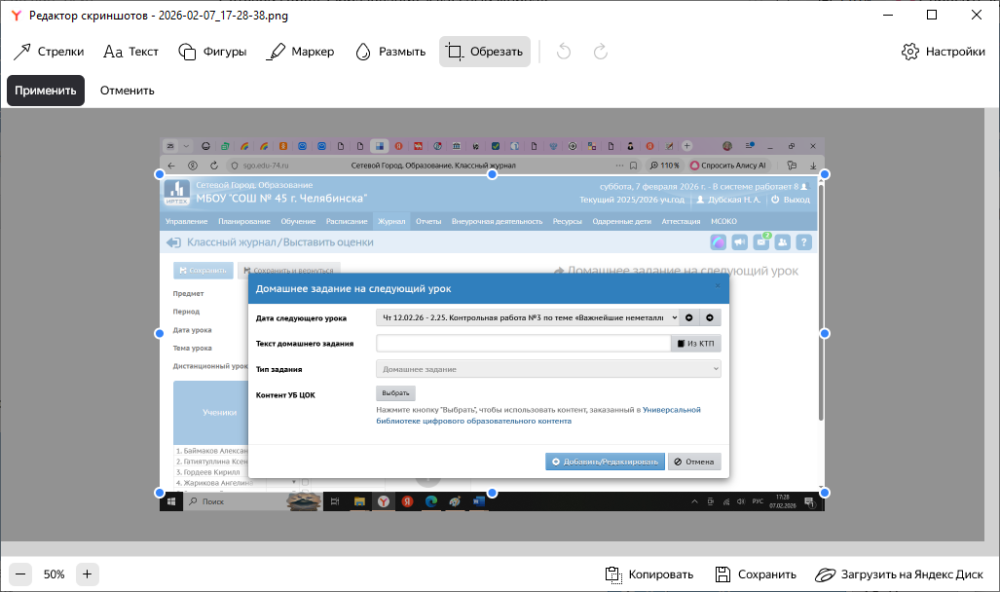 Редактор скриншотов - 2026-02-07_17-28-38.png
Стрелки Текст Фигуры Маркер Размыть Обрезать Настройки
Применить Отменить
sgo.edu-74.ru Сетевой Город. Образование. Классный журнал 110 % Спросить Алису AI
Сетевой Город. Образование суббота, 7 февраля 2026 г. - В системе работает 8
МБОУ "СОШ № 45 г. Челябинска" Текущий 2025/2026 уч.год Дубская Н. А. Выход
ИРТЕХ
Управление Планирование Обучение Расписание Журнал Отчеты Внеурочная деятельность Ресурсы Одаренные дети Аттестация МСОКО
Классный журнал/Выставить оценки 2 ?
Сохранить Сохранить и вернуться Домашнее задание на следующий урок
Домашнее задание на следующий урок
Предмет
Период
Дата урока
Тема урока
Дистанционный урок
Дата следующего урока Чт 12.02.26 - 2.25. Контрольная работа №3 по теме «Важнейшие неметалл
Текст домашнего задания Из КТП
Тип задания Домашнее задание
Контент УБ ЦОК Выбрать
Нажмите кнопку "Выбрать", чтобы использовать контент, заказанный в Универсальной
библиотеке цифрового образовательного контента
Ученики
Добавить/Редактировать Отмена
1. Баймаков Алексан
2. Гатиятуллина Ксен
3. Гордеев Кирилл
4. Жарикова Ангелин
Поиск РУС 17:28
07.02.2026
50% Копировать Сохранить Загрузить на Яндекс Диск